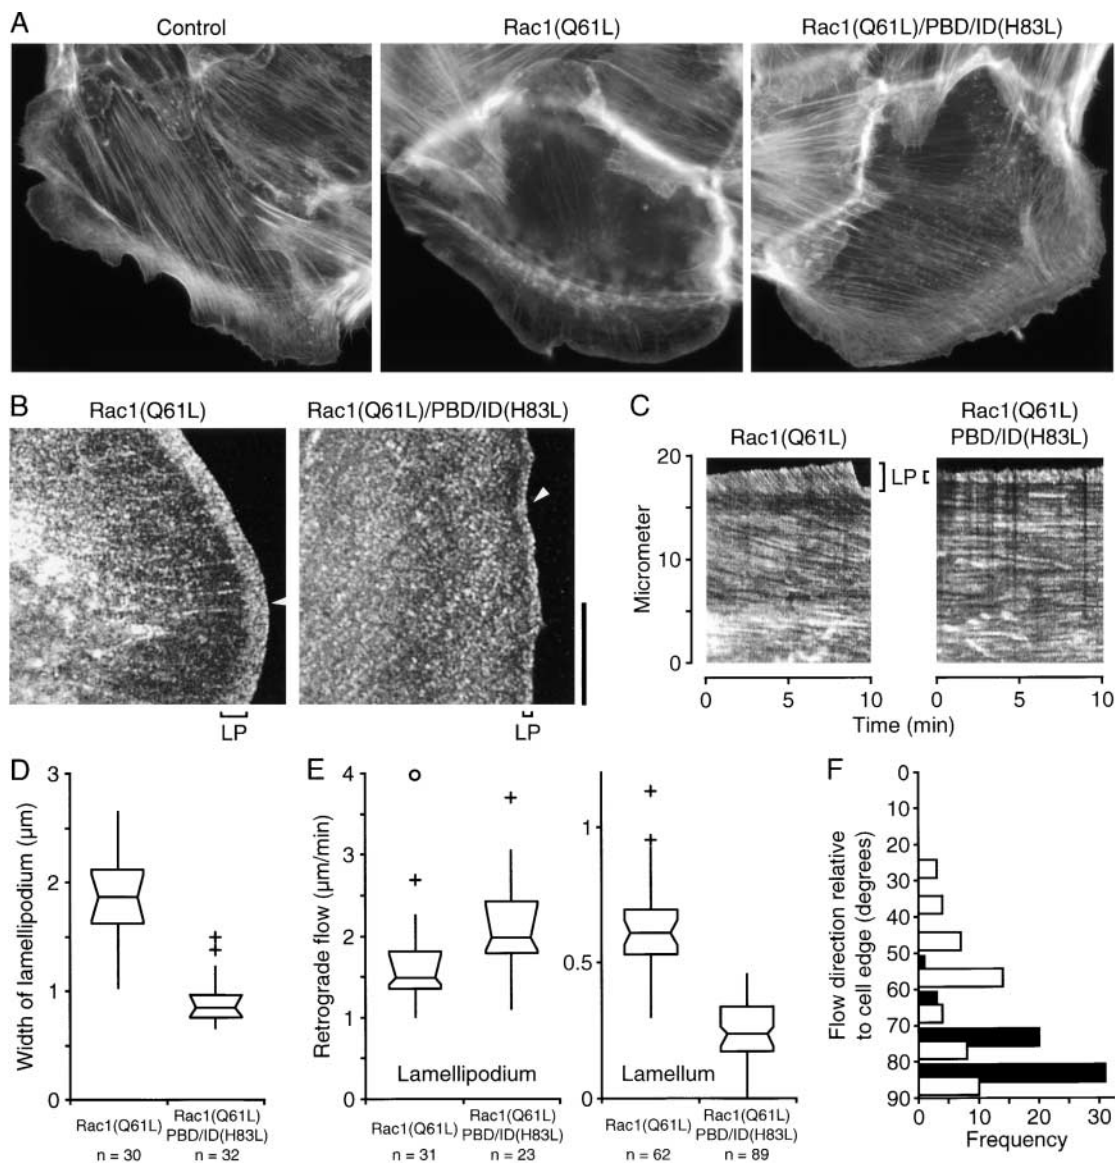 A
Control
Rac1(Q61L)
Rac1(Q61L)/PBD/ID(H83L)
B
Rac1(Q61L)
Rac1(Q61L)/PBD/ID(H83L)
LP
LP
C
Rac1(Q61L)
Rac1(Q61L)
PBD/ID(H83L)
Micrometer
20
10
0
LP
0
5
10
0
5
10
Time (min)
D
Width of lamellipodium (µm)
3
2
1
0
Rac1(Q61L)
n = 30
Rac1(Q61L)
PBD/ID(H83L)
n = 32
E
Retrograde flow (µm/min)
4
3
2
1
0
Lamellipodium
Rac1(Q61L)
n = 31
Rac1(Q61L)
PBD/ID(H83L)
n = 23
1
0.5
0
Lamellum
Rac1(Q61L)
n = 62
Rac1(Q61L)
PBD/ID(H83L)
n = 89
F
Flow direction relative
to cell edge (degrees)
0
10
20
30
40
50
60
70
80
90
0
10
20
30
Frequency